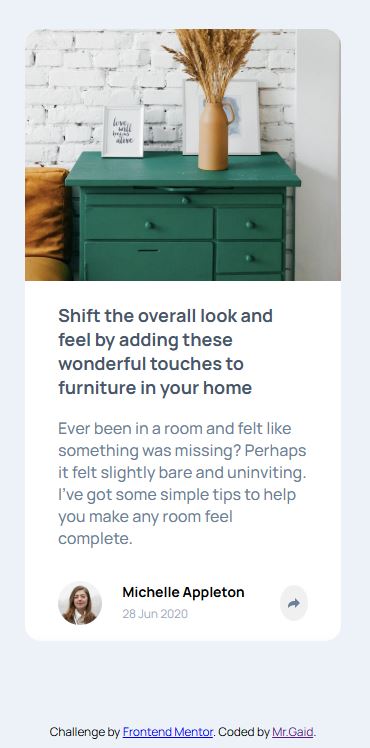 love,
will
begins
alive
Shift the overall look and
feel by adding these
wonderful touches to
furniture in your home
Ever been in a room and felt like
something was missing? Perhaps
it felt slightly bare and uninviting.
I've got some simple tips to help
you make any room feel
complete.
Michelle Appleton
28 Jun 2020
Challenge by Frontend Mentor. Coded by Mr.Gaid.